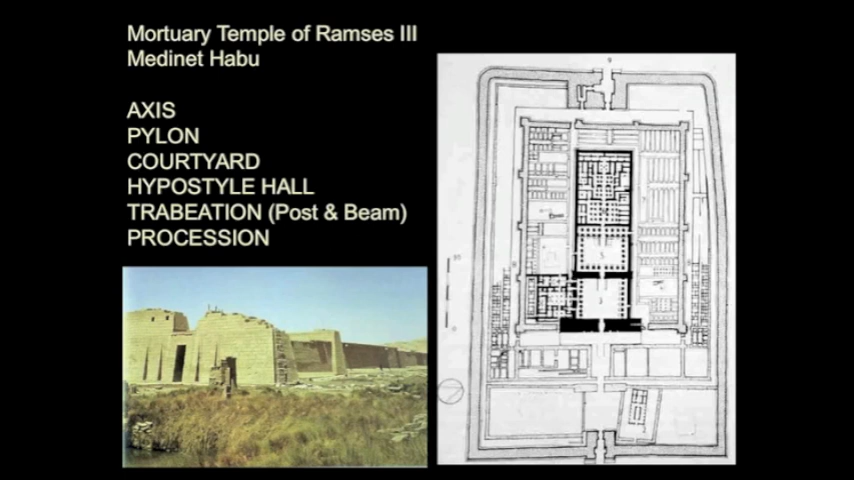 Mortuary Temple of Ramses III
Medinet Habu
AXIS
PYLON
COURTYARD
HYPOSTYLE HALL
TRABEATION (Post & Beam)
PROCESSION